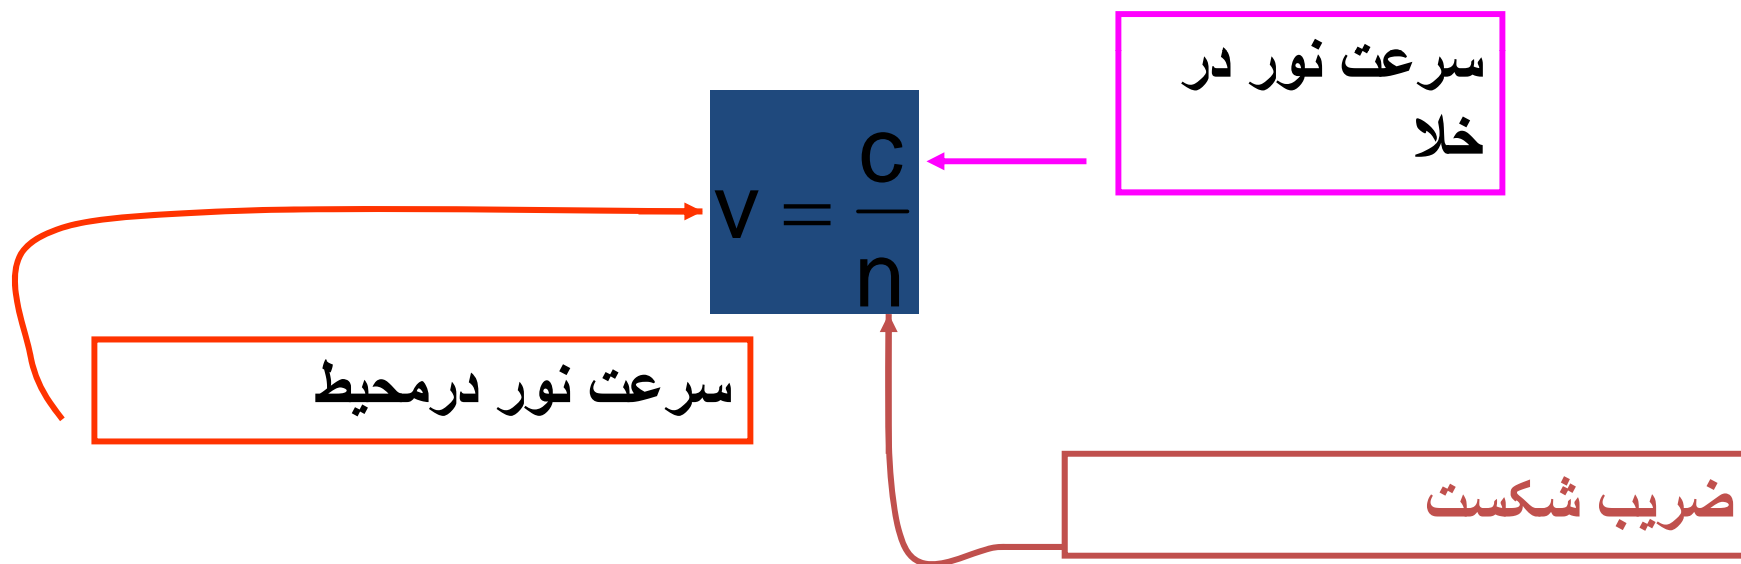 سرعت نور در
خلا
v = c/n
سرعت نور درمحیط
ضریب شکست